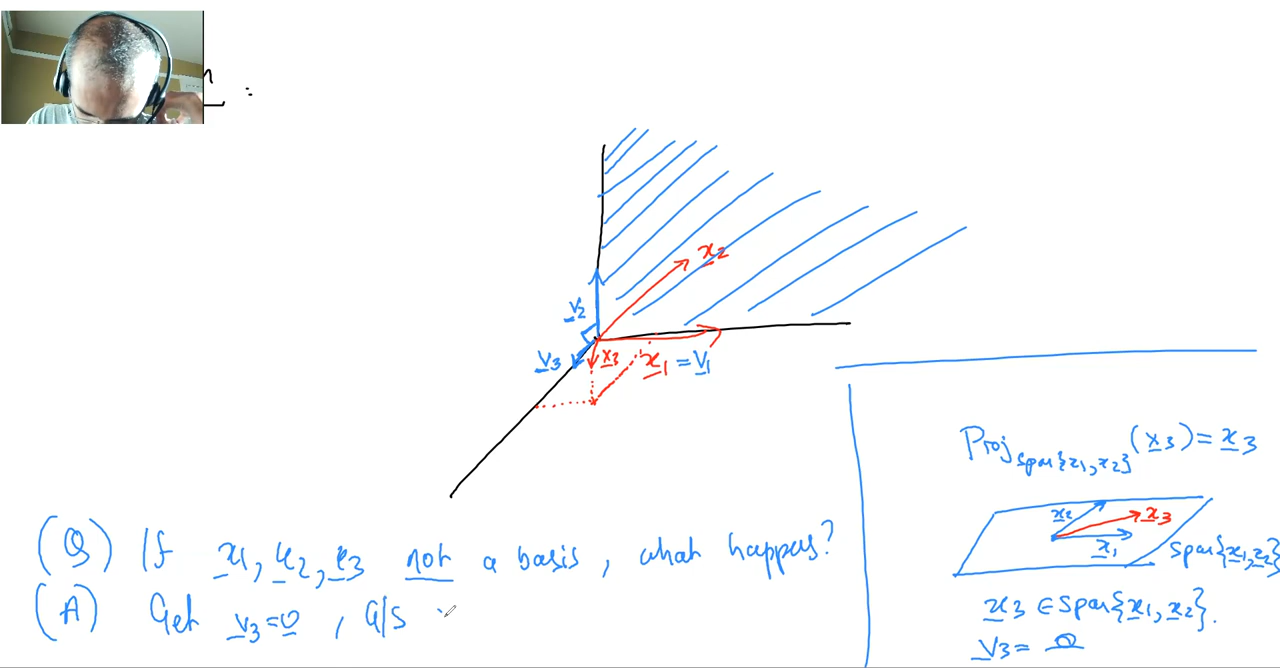 x2
v2
v3 x3 x1 = v1
Proj span{x1,x2} (x3) = x3
x2 x3
x1 span{x1,x2}
x3 ∈ span{x1,x2}.
v3 = 0
(Q) If x1, x2, x3 not a basis, what happens?
(A) Get v3=0, G/S